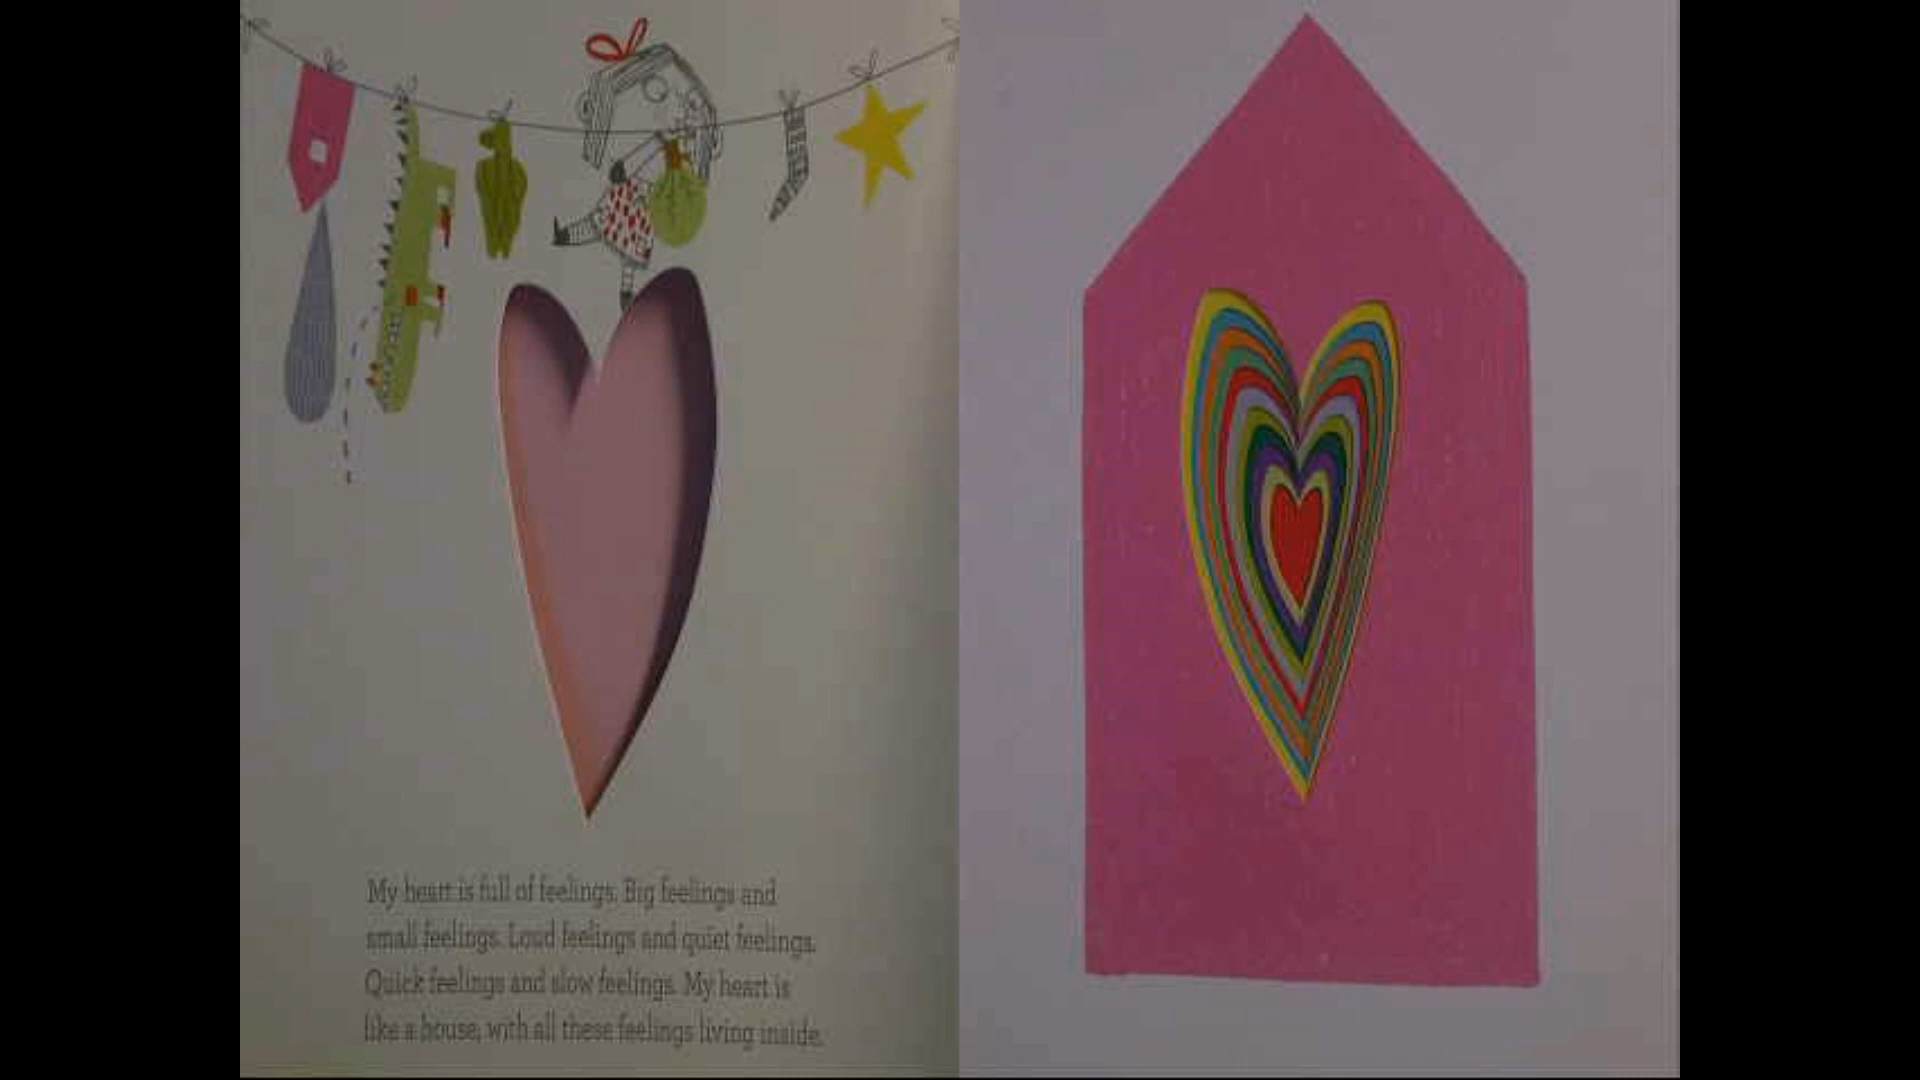 My heart is full of feelings. Big feelings and
small feelings. Loud feelings and quiet feelings.
Quick feelings and slow feelings. My heart is
like a house, with all these feelings living inside.